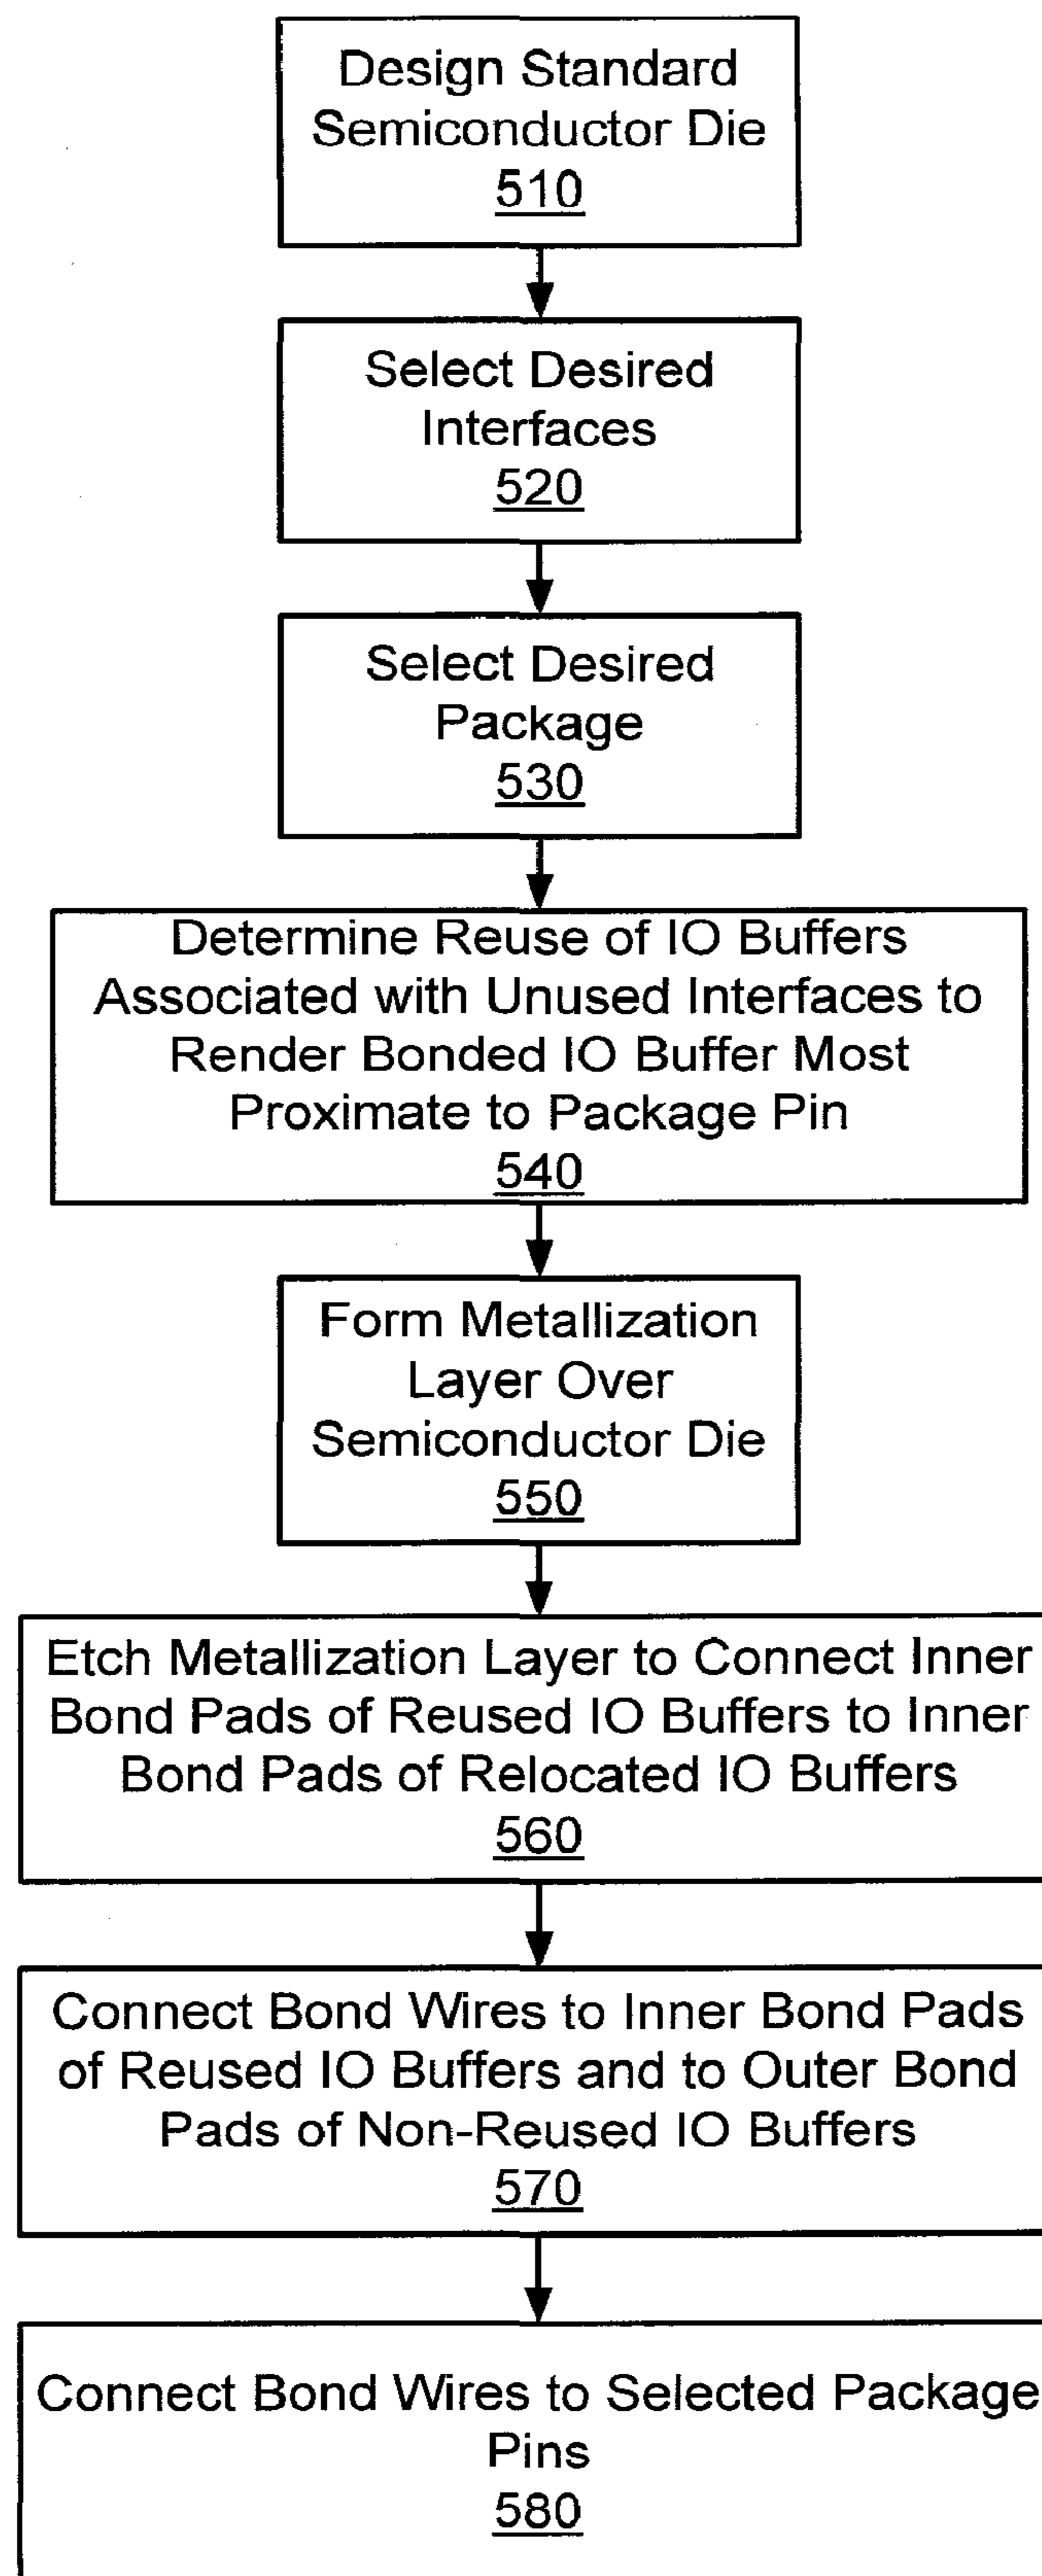 Design Standard
Semiconductor Die
510
Select Desired
Interfaces
520
Select Desired
Package
530
Determine Reuse of IO Buffers
Associated with Unused Interfaces to
Render Bonded IO Buffer Most
Proximate to Package Pin
540
Form Metallization
Layer Over
Semiconductor Die
550
Etch Metallization Layer to Connect Inner
Bond Pads of Reused IO Buffers to Inner
Bond Pads of Relocated IO Buffers
560
Connect Bond Wires to Inner Bond Pads
of Reused IO Buffers and to Outer Bond
Pads of Non-Reused IO Buffers
570
Connect Bond Wires to Selected Package
Pins
580